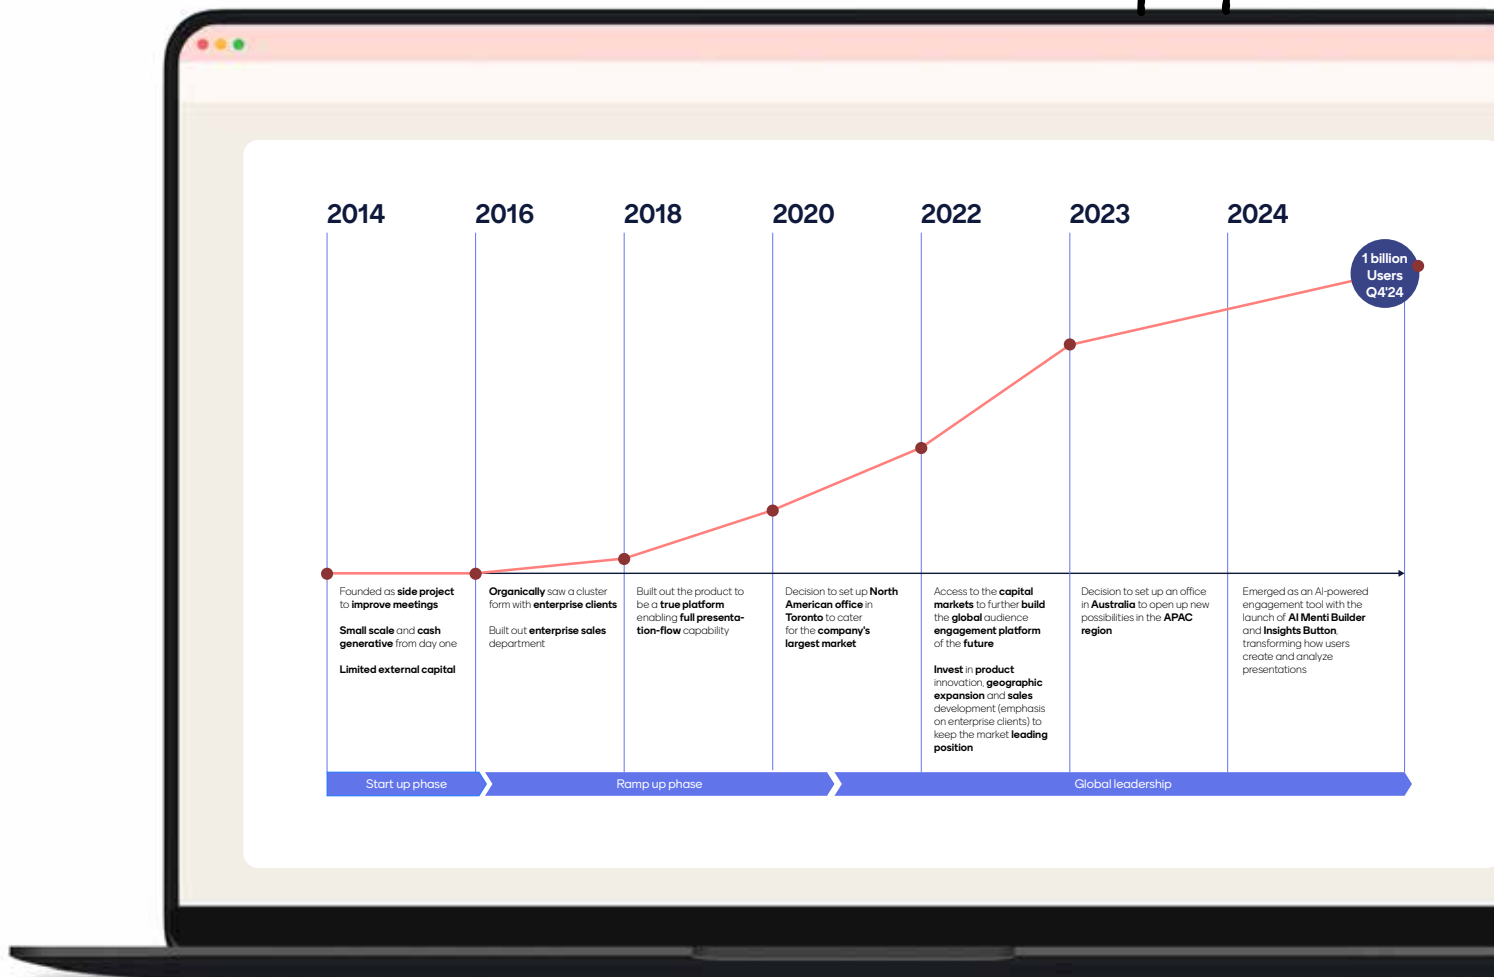 2014
2016
2018
2020
2022
2023
2024
1 billion
Users
Q4'24
Founded as side project
to improve meetings
Small scale and cash
generative from day one
Limited external capital
Organically saw a cluster
form with enterprise clients
Built out enterprise sales
department
Built out the product to
be a true platform
enabling full presenta-
tion-flow capability
Decision to set up North
American office in
Toronto to cater
for the company's
largest market
Access to the capital
markets to further build
the global audience
engagement platform
of the future
Invest in product
innovation, geographic
expansion and sales
development (emphasis
on enterprise clients) to
keep the market leading
position
Decision to set up an office
in Australia to open up new
possibilities in the APAC
region
Emerged as an AI-powered
engagement tool with the
launch of AI Menti Builder
and Insights Button,
transforming how users
create and analyze
presentations
Start up phase
Ramp up phase
Global leadership